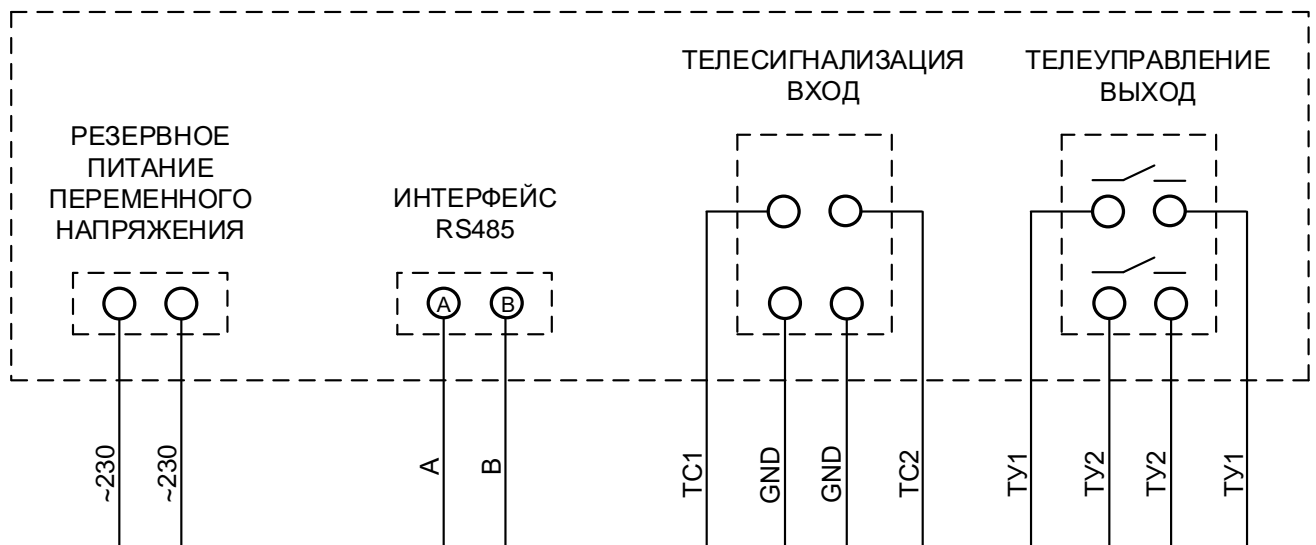 ТЕЛЕСИГНАЛИЗАЦИЯ
ВХОД
ТЕЛЕУПРАВЛЕНИЕ
ВЫХОД
РЕЗЕРВНОЕ
ПИТАНИЕ
ПЕРЕМЕННОГО
НАПРЯЖЕНИЯ
ИНТЕРФЕЙС
RS485
A
B
~230
~230
A
B
ТС1
GND
GND
ТС2
ТУ1
ТУ2
ТУ2
ТУ1